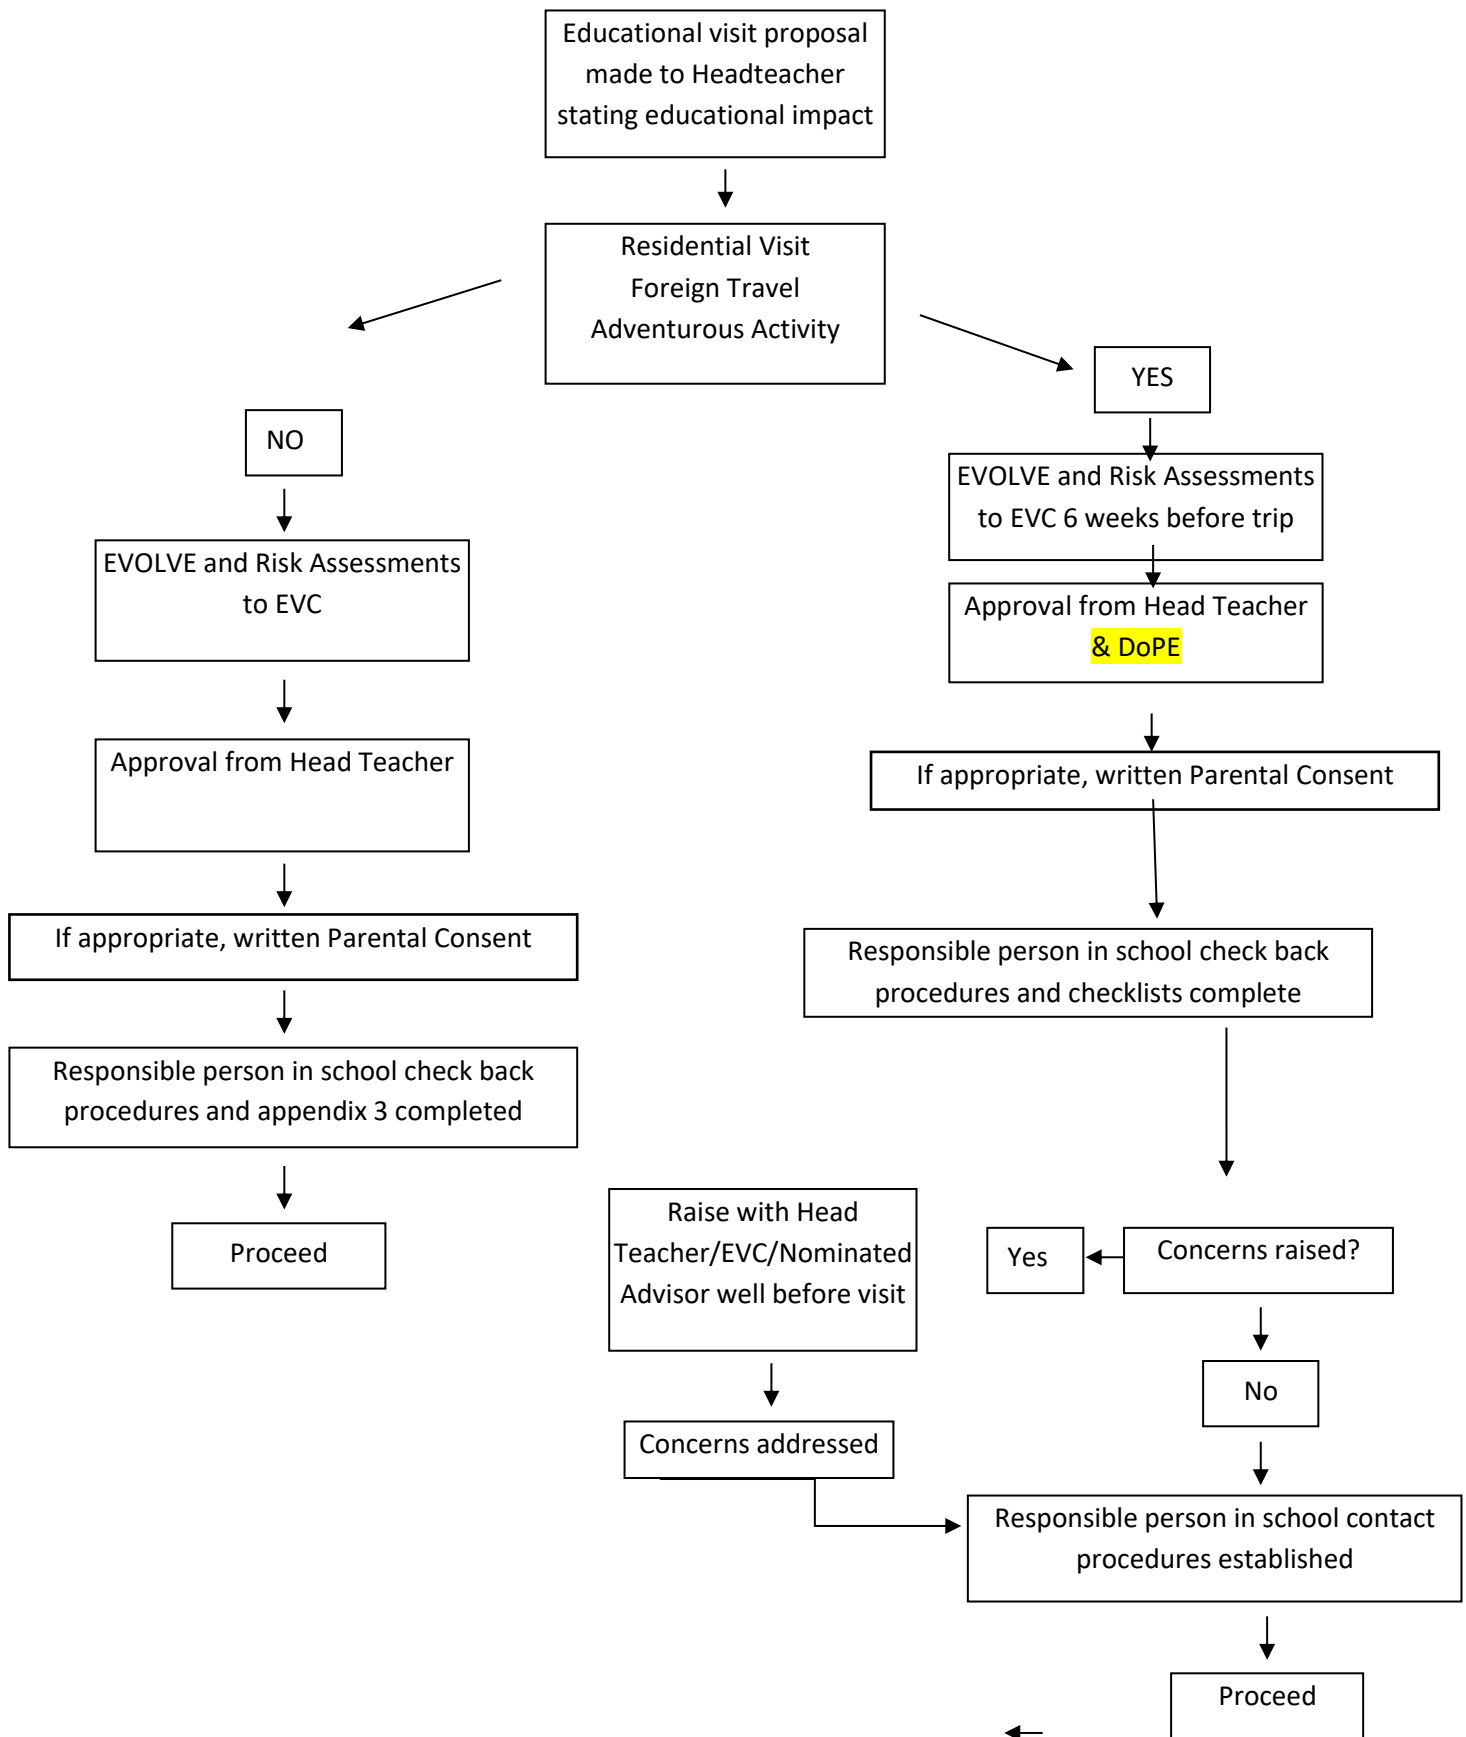 Educational visit proposal
made to Headteacher
stating educational impact
Residential Visit
Foreign Travel
Adventurous Activity
NO
EVOLVE and Risk Assessments
to EVC
Approval from Head Teacher
If appropriate, written Parental Consent
Responsible person in school check back
procedures and appendix 3 completed
Proceed
YES
EVOLVE and Risk Assessments
to EVC 6 weeks before trip
Approval from Head Teacher
& DoPE
If appropriate, written Parental Consent
Responsible person in school check back
procedures and checklists complete
Concerns raised?
Yes
Raise with Head
Teacher/EVC/Nominated
Advisor well before visit
Concerns addressed
No
Responsible person in school contact
procedures established
Proceed